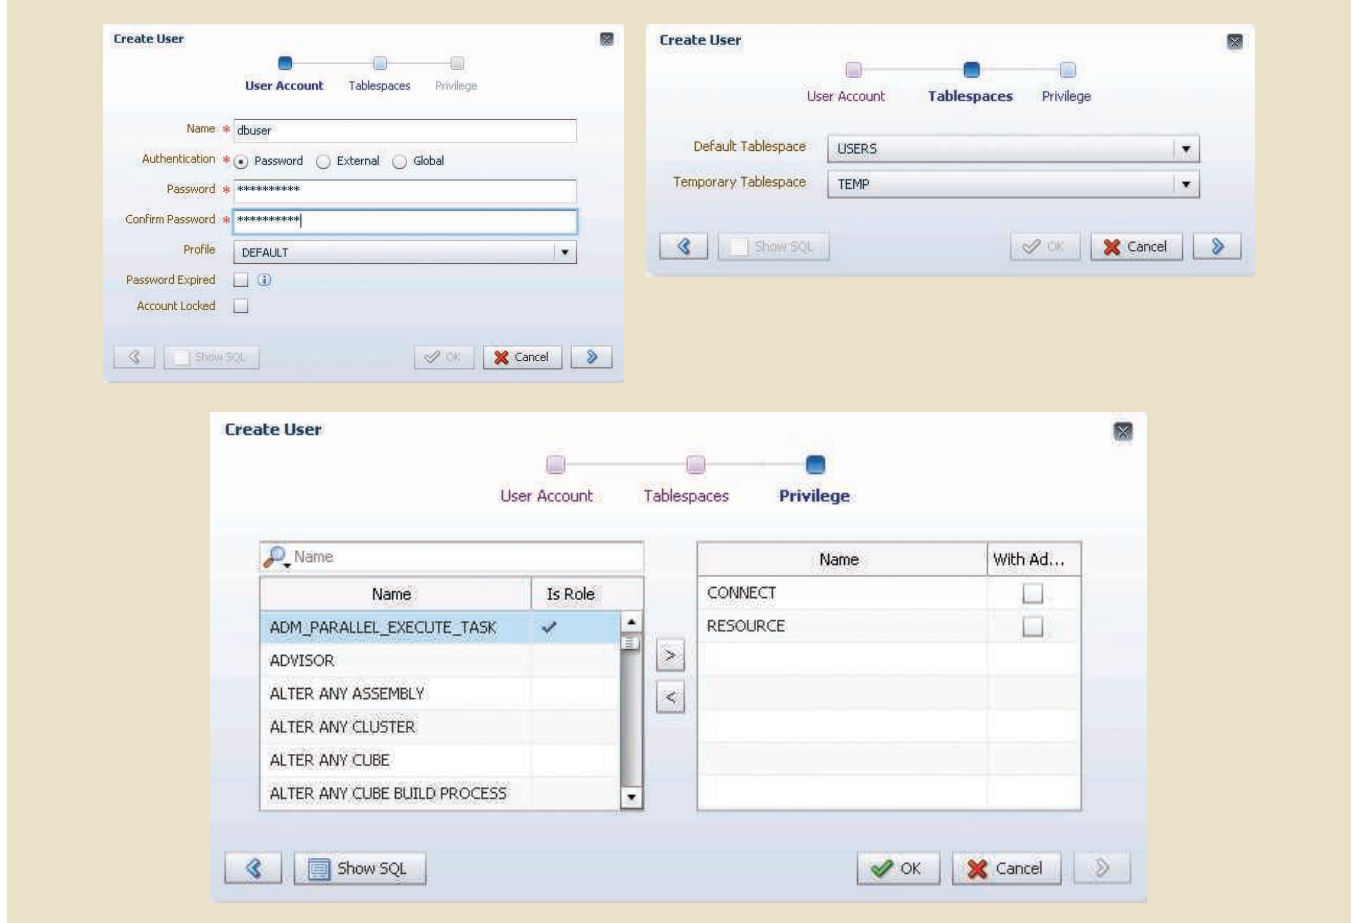 Create User
User Account Tablespaces Privilege
Name * dbuser
Authentication * Password External Global
Password * **********
Confirm Password * **********
Profile DEFAULT
Password Expired
Account Locked
Show SQL OK Cancel
Create User
User Account Tablespaces Privilege
Default Tablespace USERS
Temporary Tablespace TEMP
Show SQL OK Cancel
Create User
User Account Tablespaces Privilege
Name
Name Is Role
ADM_PARALLEL_EXECUTE_TASK
ADVISOR
ALTER ANY ASSEMBLY
ALTER ANY CLUSTER
ALTER ANY CUBE
ALTER ANY CUBE BUILD PROCESS
>
<
Name With Ad...
CONNECT
RESOURCE
Show SQL OK Cancel